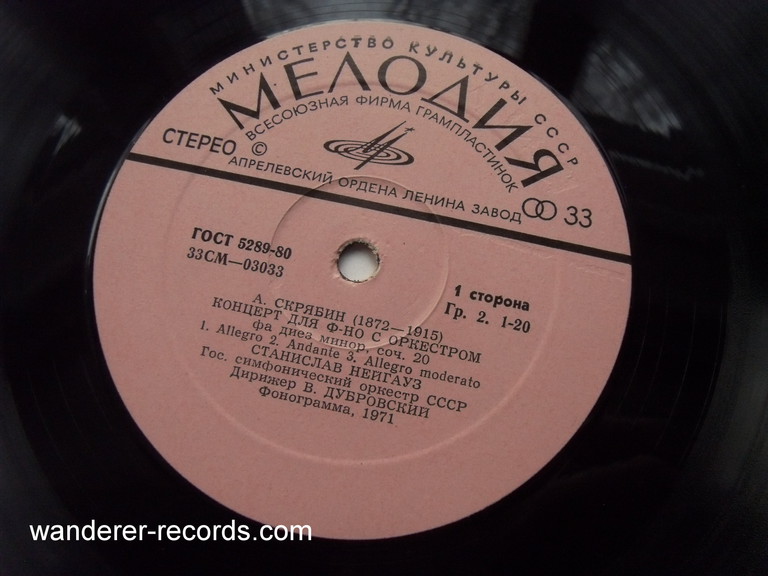 МИНИСТЕРСТВО КУЛЬТУРЫ СССР
МЕЛОДИЯ
ВСЕСОЮЗНАЯ ФИРМА ГРАМПЛАСТИНОК
СТЕРЕО ©
АПРЕЛЕВСКИЙ ОРДЕНА ЛЕНИНА ЗАВОД
33
ГОСТ 5289-80
33СМ—03033
1 сторона
Гр. 2. 1-20
А. СКРЯБИН (1872—1915)
КОНЦЕРТ ДЛЯ Ф-НО С ОРКЕСТРОМ
фа диез минор, соч. 20
1. Allegro 2. Andante 3. Allegro moderato
СТАНИСЛАВ НЕЙГАУЗ
Гос. симфонический оркестр СССР
Дирижер В. ДУБРОВСКИЙ
Фонограмма, 1971
wanderer-records.com